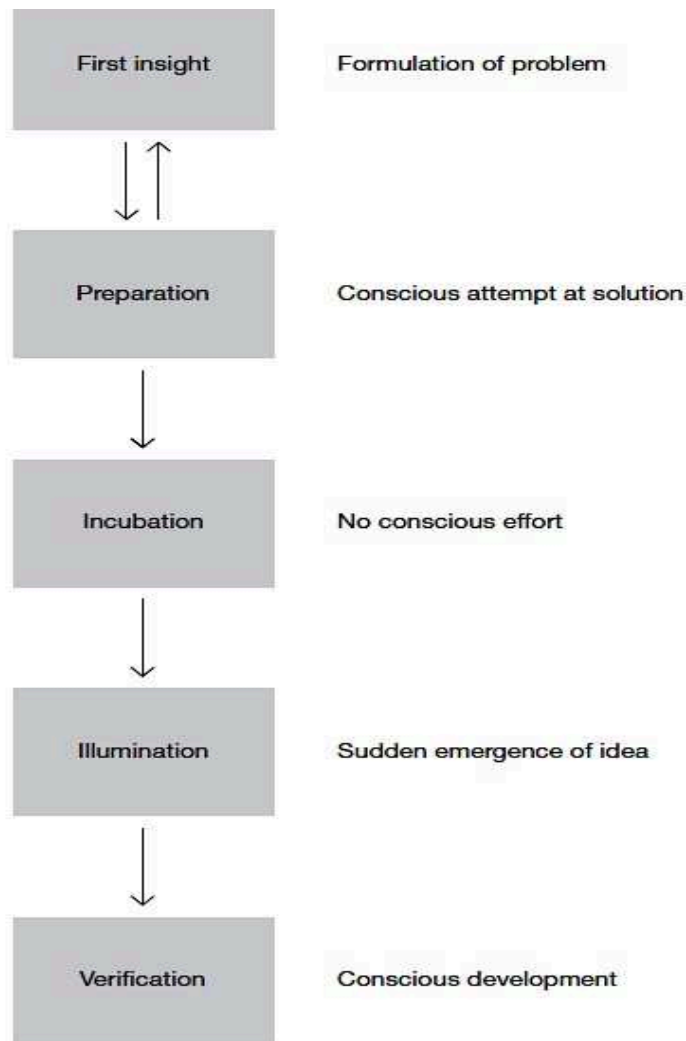 First insight
Formulation of problem
Preparation
Conscious attempt at solution
Incubation
No conscious effort
Illumination
Sudden emergence of idea
Verification
Conscious development